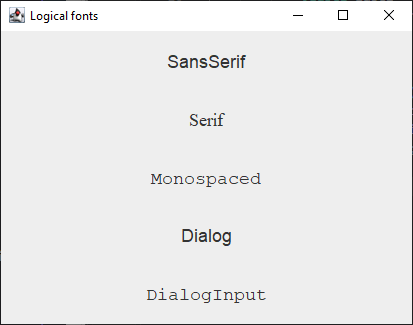 Logical fonts
SansSerif
Serif
Monospaced
Dialog
DialogInput